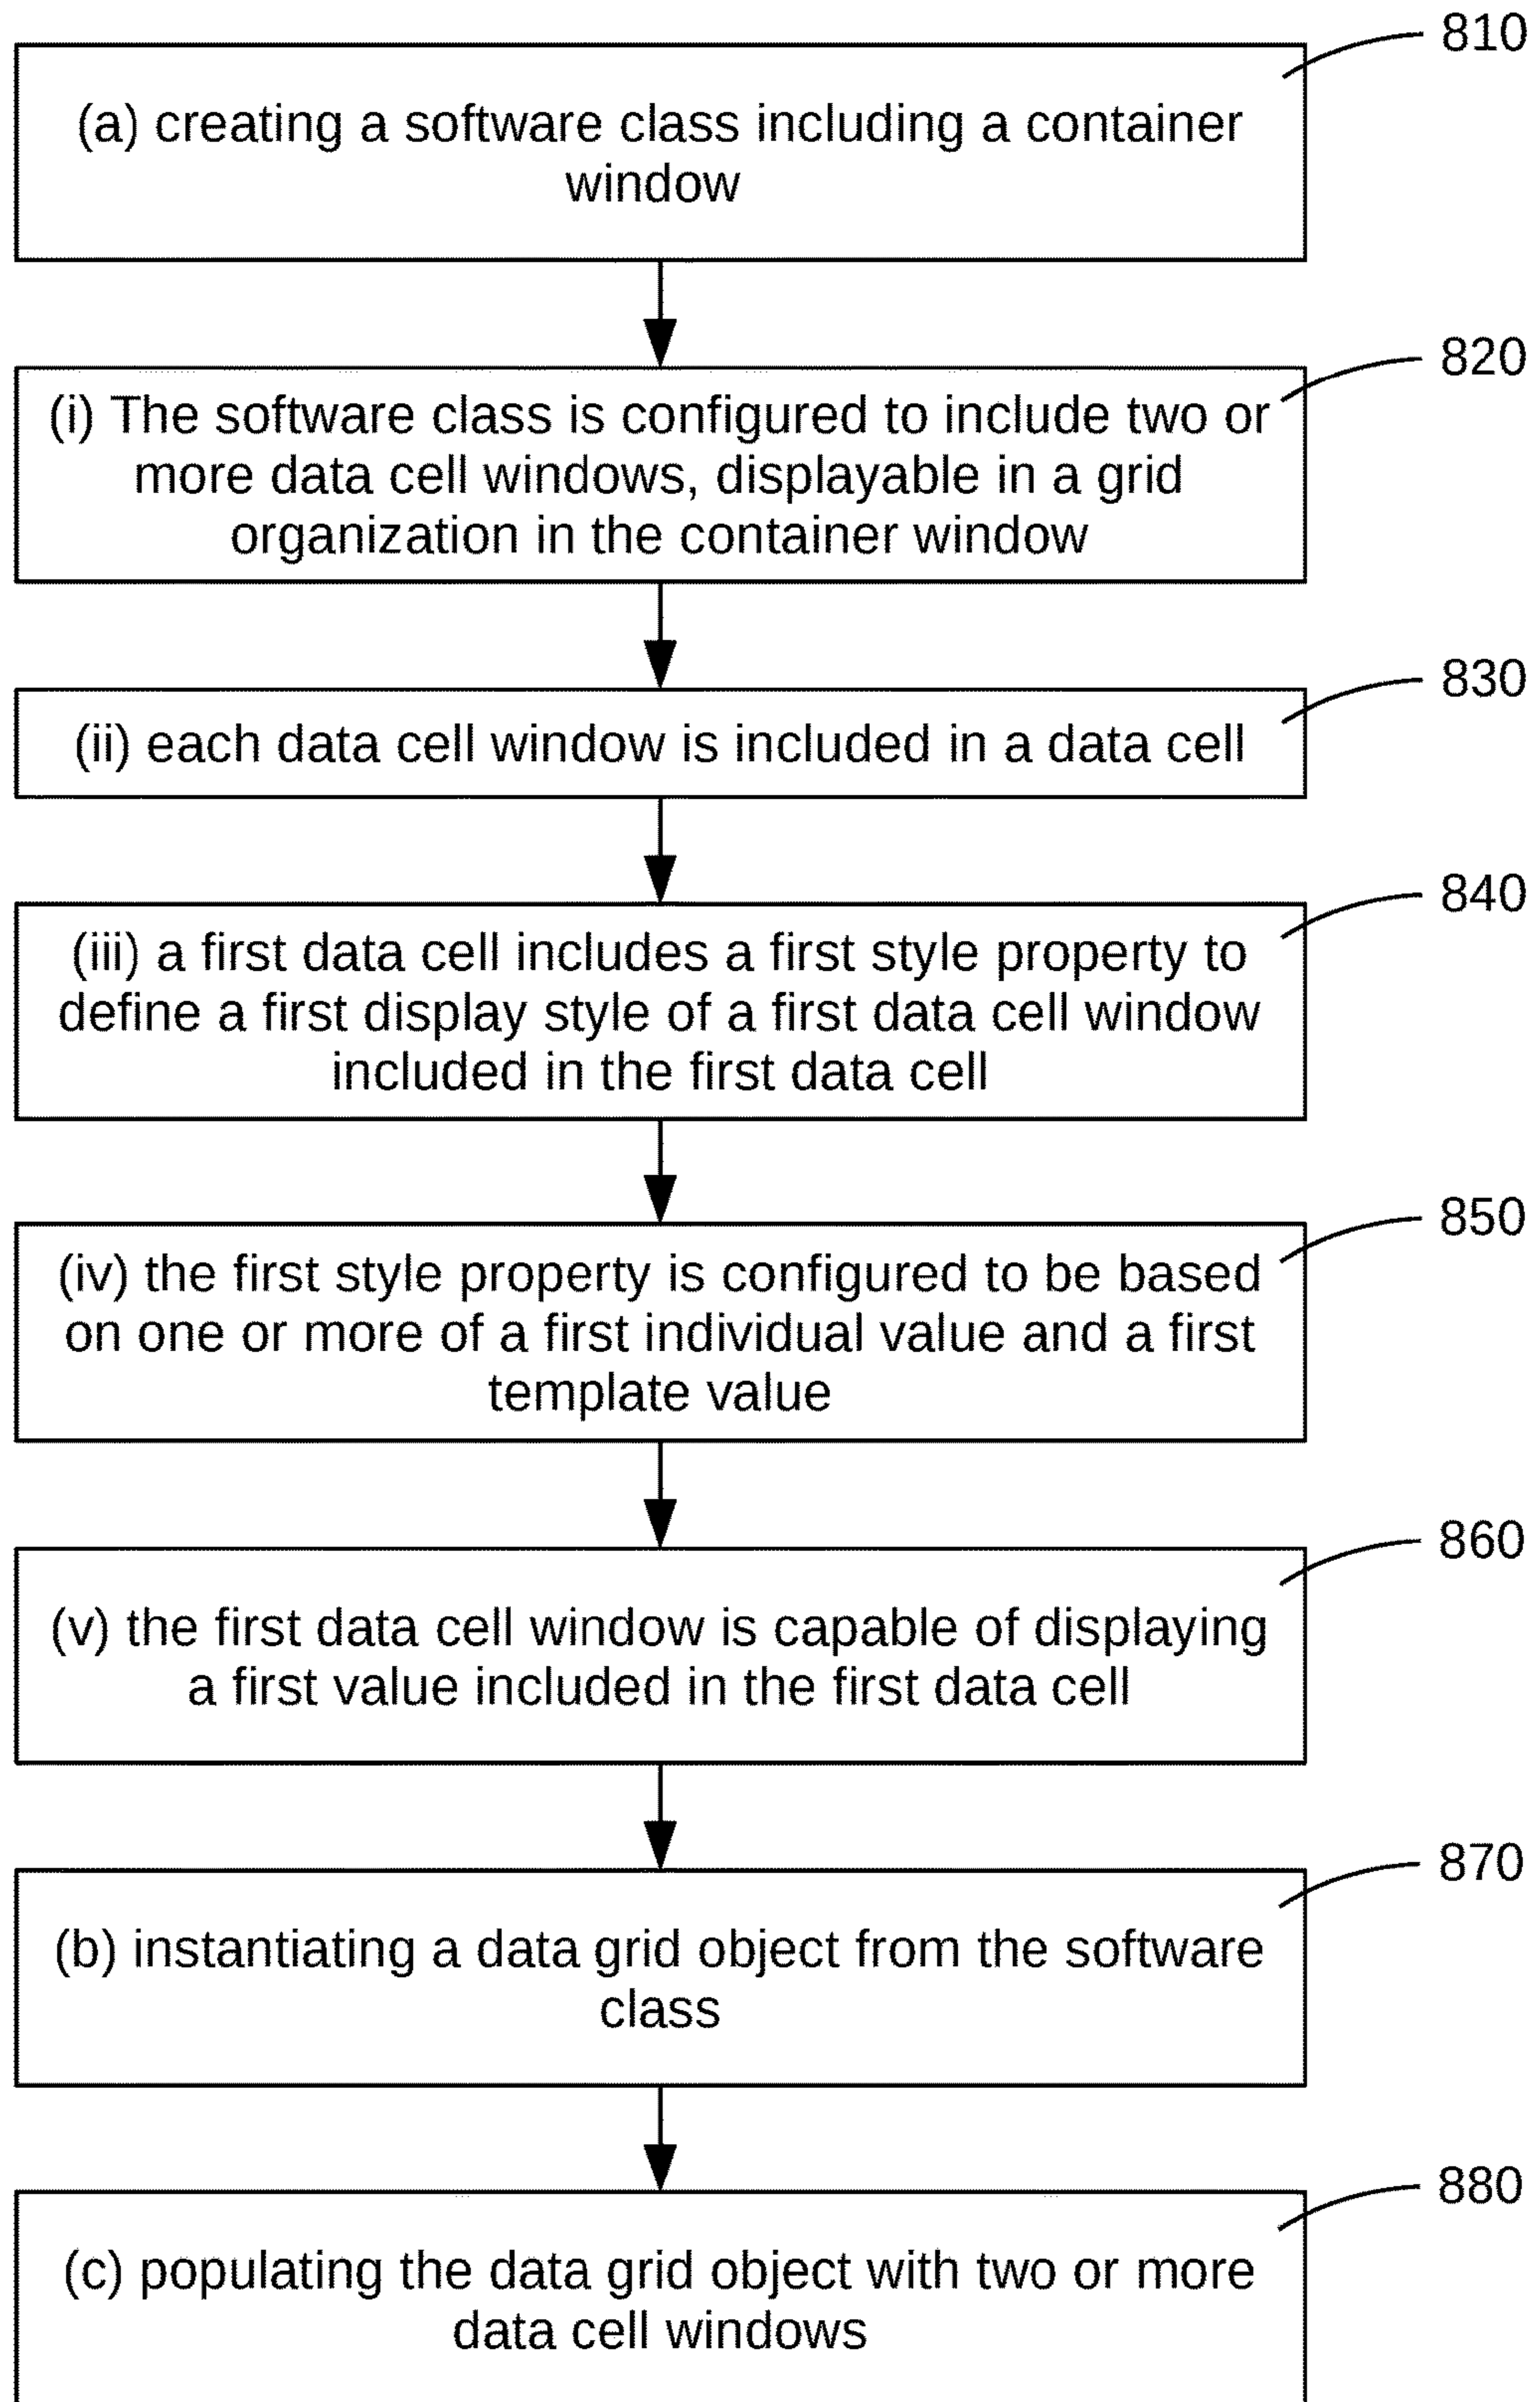 810
(a) creating a software class including a container
window
820
(i) The software class is configured to include two or
more data cell windows, displayable in a grid
organization in the container window
830
(ii) each data cell window is included in a data cell
840
(iii) a first data cell includes a first style property to
define a first display style of a first data cell window
included in the first data cell
850
(iv) the first style property is configured to be based
on one or more of a first individual value and a first
template value
860
(v) the first data cell window is capable of displaying
a first value included in the first data cell
870
(b) instantiating a data grid object from the software
class
880
(c) populating the data grid object with two or more
data cell windows